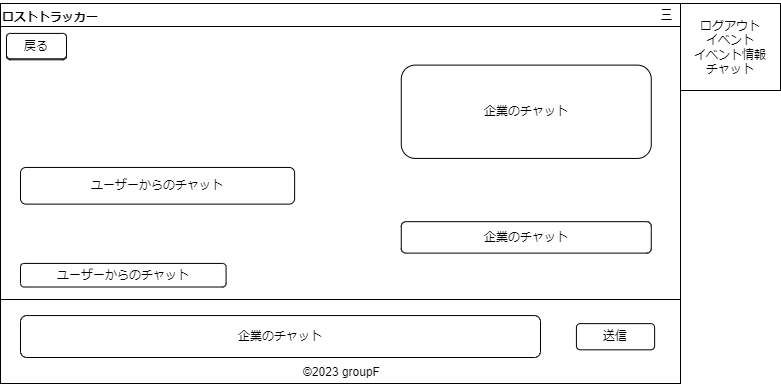 ロストトラッカー
三
ログアウト
イベント
イベント情報
チャット
戻る
企業のチャット
ユーザーからのチャット
企業のチャット
ユーザーからのチャット
企業のチャット
送信
©2023 groupF